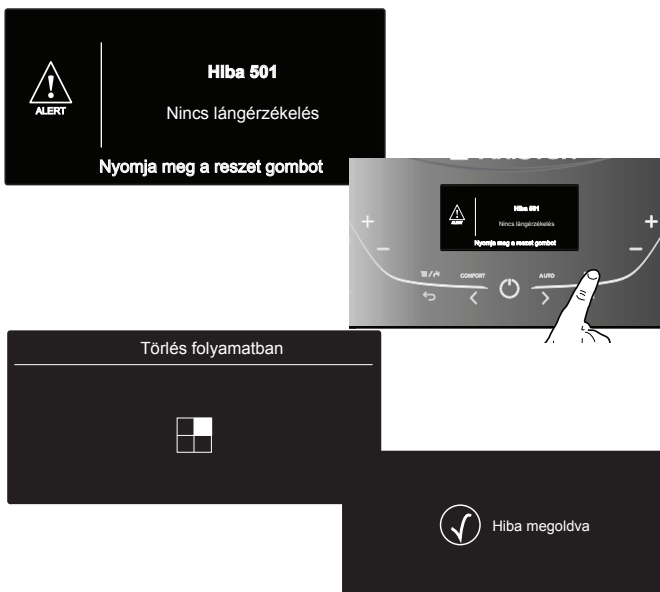 Hiba 501
ALERT
Nincs lángérzékelés
Nyomja meg a reszet gombot
Hiba 501
ALERT
Nincs lángérzékelés
Nyomja meg a reszet gombot
COMFORT
AUTO
Törlés folyamatban
Hiba megoldva